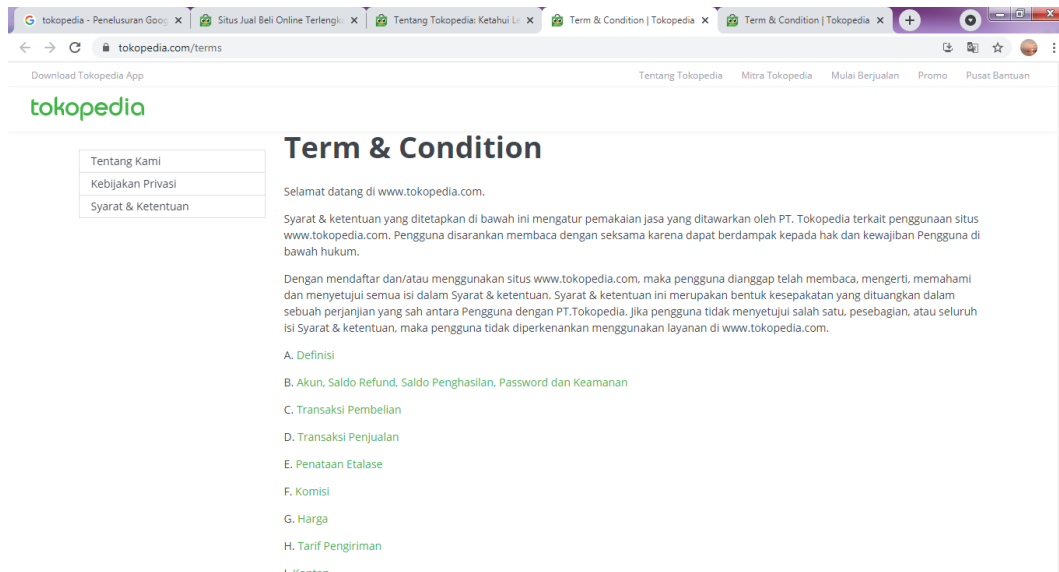 tokopedia - Penelusuran Goog
Situs Jual Beli Online Terlengk
Tentang Tokopedia: Ketahui Le
Term & Condition | Tokopedia
Term & Condition | Tokopedia
tokopedia.com/terms
Download Tokopedia App
Tentang Tokopedia
Mitra Tokopedia
Mulai Berjualan
Promo
Pusat Bantuan
tokopedia
Tentang Kami
Kebijakan Privasi
Syarat & Ketentuan
Term & Condition
Selamat datang di www.tokopedia.com.
Syarat & ketentuan yang ditetapkan di bawah ini mengatur pemakaian jasa yang ditawarkan oleh PT. Tokopedia terkait penggunaan situs
www.tokopedia.com. Pengguna disarankan membaca dengan seksama karena dapat berdampak kepada hak dan kewajiban Pengguna di
bawah hukum.
Dengan mendaftar dan/atau menggunakan situs www.tokopedia.com, maka pengguna dianggap telah membaca, mengerti, memahami
dan menyetujui semua isi dalam Syarat & ketentuan. Syarat & ketentuan ini merupakan bentuk kesepakatan yang dituangkan dalam
sebuah perjanjian yang sah antara Pengguna dengan PT.Tokopedia. Jika pengguna tidak menyetujui salah satu, pesebagian, atau seluruh
isi Syarat & ketentuan, maka pengguna tidak diperkenankan menggunakan layanan di www.tokopedia.com.
A. Definisi
B. Akun, Saldo Refund, Saldo Penghasilan, Password dan Keamanan
C. Transaksi Pembelian
D. Transaksi Penjualan
E. Penataan Etalase
F. Komisi
G. Harga
H. Tarif Pengiriman
I. Konten